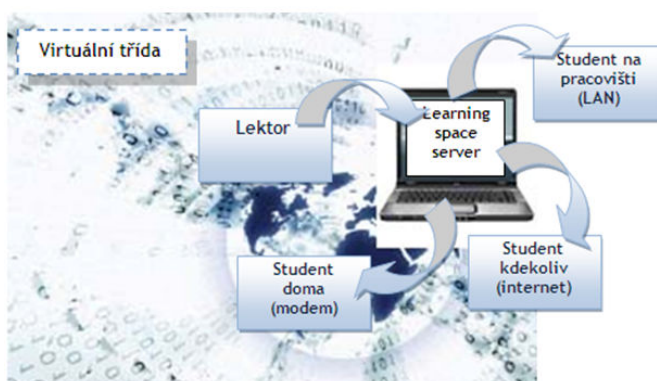 Virtuální třída
Student na
pracovišti
(LAN)
Lektor
Learning
space
server
Student
doma
(modem)
Student
kdekoliv
(internet)